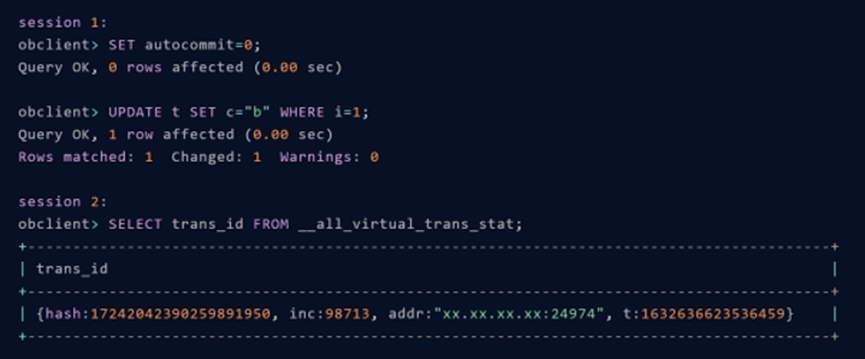 session 1:
obclient> SET autocommit=0;
Query OK, 0 rows affected (0.00 sec)
obclient> UPDATE t SET c="b" WHERE i=1;
Query OK, 1 row affected (0.00 sec)
Rows matched: 1  Changed: 1  Warnings: 0
session 2:
obclient> SELECT trans_id FROM __all_virtual_trans_stat;
+-----------------------------------------------------------------------------------------+
| trans_id |
+-----------------------------------------------------------------------------------------+
| {hash:17242042390259891950, inc:98713, addr:"xx.xx.xx.xx:24974", t:1632636623536459} |
+-----------------------------------------------------------------------------------------+